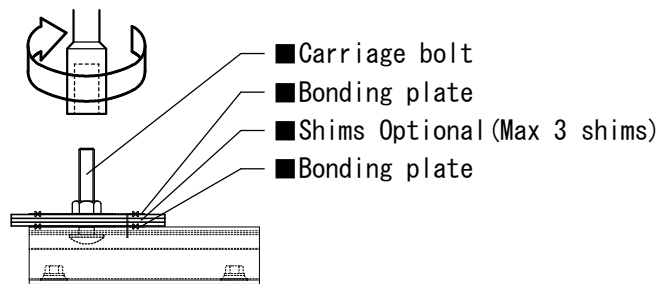 ■Carriage bolt
■Bonding plate
■Shims Optional(Max 3 shims)
■Bonding plate